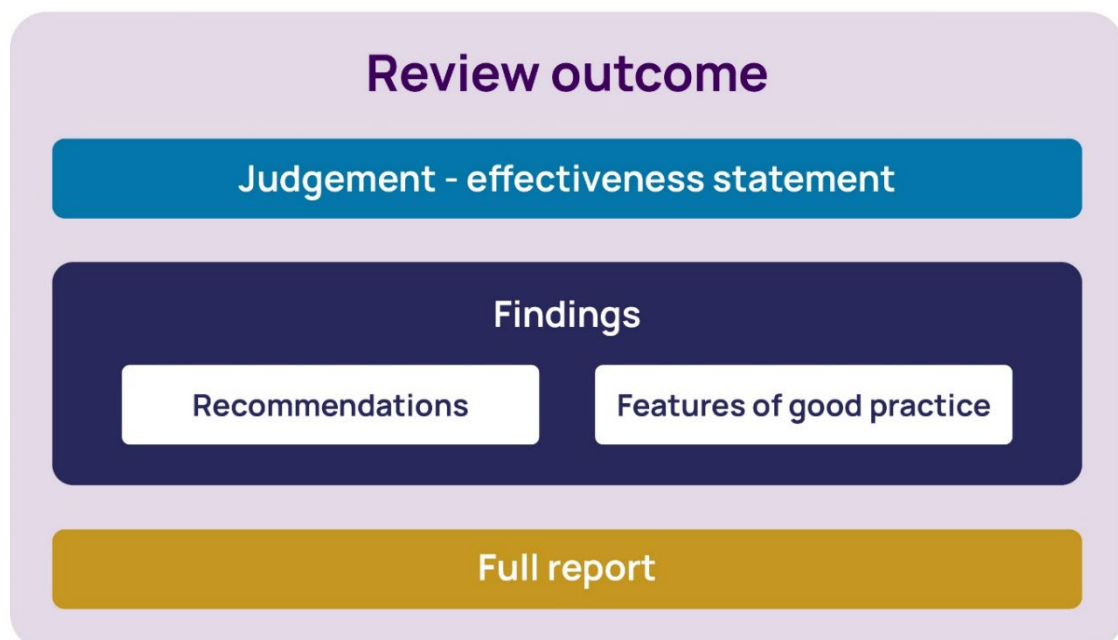 Review outcome
Judgement - effectiveness statement
Findings
Recommendations
Features of good practice
Full report